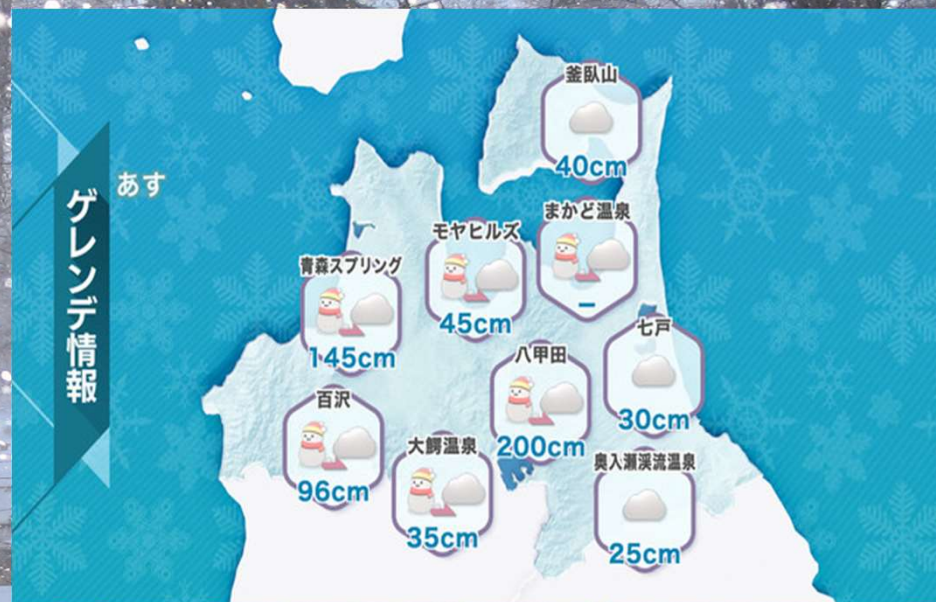 ゲレンデ情報
あす
釜臥山
40cm
まかど温泉
–
モヤヒルズ
45cm
青森スプリング
145cm
七戸
30cm
八甲田
200cm
百沢
96cm
大鰐温泉
35cm
奥入瀬渓流温泉
25cm